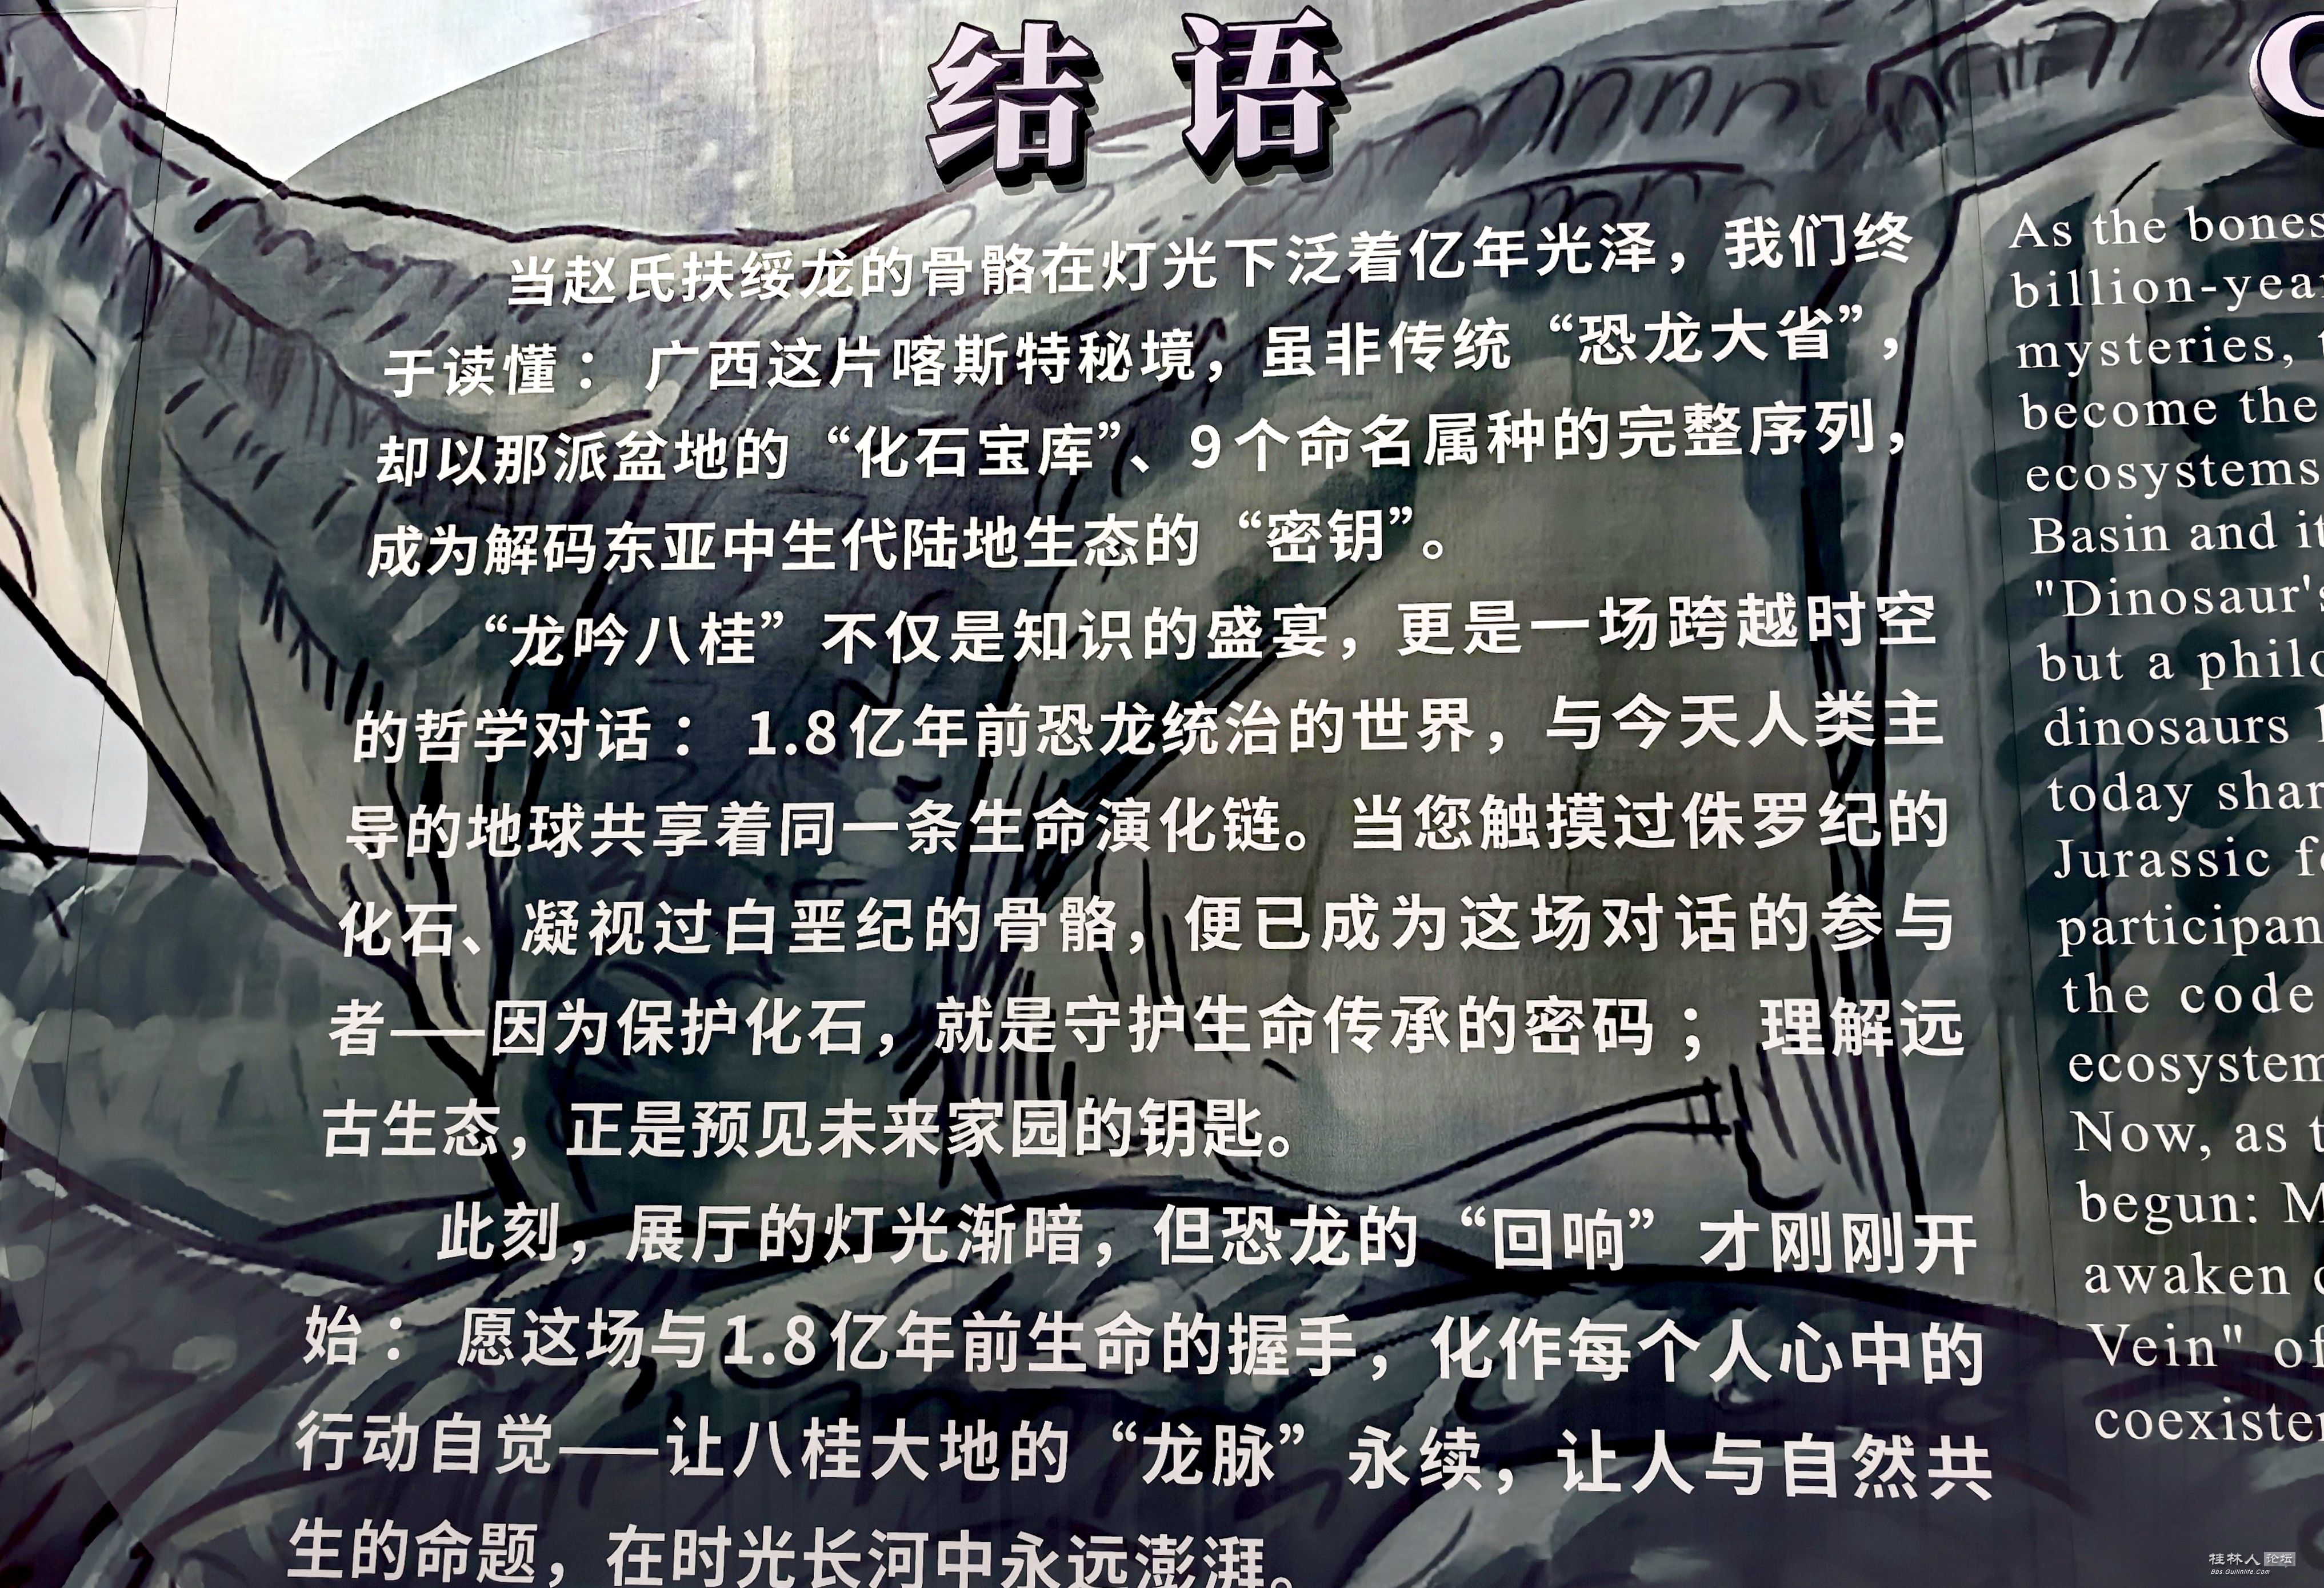 结 语
当赵氏扶绥龙的骨骼在灯光下泛着亿年光泽，我们终
于读懂： 广西这片喀斯特秘境，虽非传统“恐龙大省”，
却以那派盆地的“化石宝库”、9个命名属种的完整序列，
成为解码东亚中生代陆地生态的“密钥”。
“龙吟八桂”不仅是知识的盛宴，更是一场跨越时空
的哲学对话： 1.8亿年前恐龙统治的世界，与今天人类主
导的地球共享着同一条生命演化链。当您触摸过侏罗纪的
化石、凝视过白垩纪的骨骼，便已成为这场对话的参与
者——因为保护化石，就是守护生命传承的密码； 理解远
古生态，正是预见未来家园的钥匙。
此刻，展厅的灯光渐暗，但恐龙的“回响”才刚刚开
始： 愿这场与1.8亿年前生命的握手，化作每个人心中的
行动自觉——让八桂大地的“龙脉”永续，让人与自然共
生的命题，在时光长河中永远澎湃。
As the bones
billion-year
mysteries,
become the
ecosystems
Basin and it
"Dinosaur's
but a philo
dinosaurs
today shar
Jurassic fo
participan
the code
ecosystem
Now, as t
begun: M
awaken
Vein" of
coexisten
桂林人论坛
Bbs.Guilinlife.Com